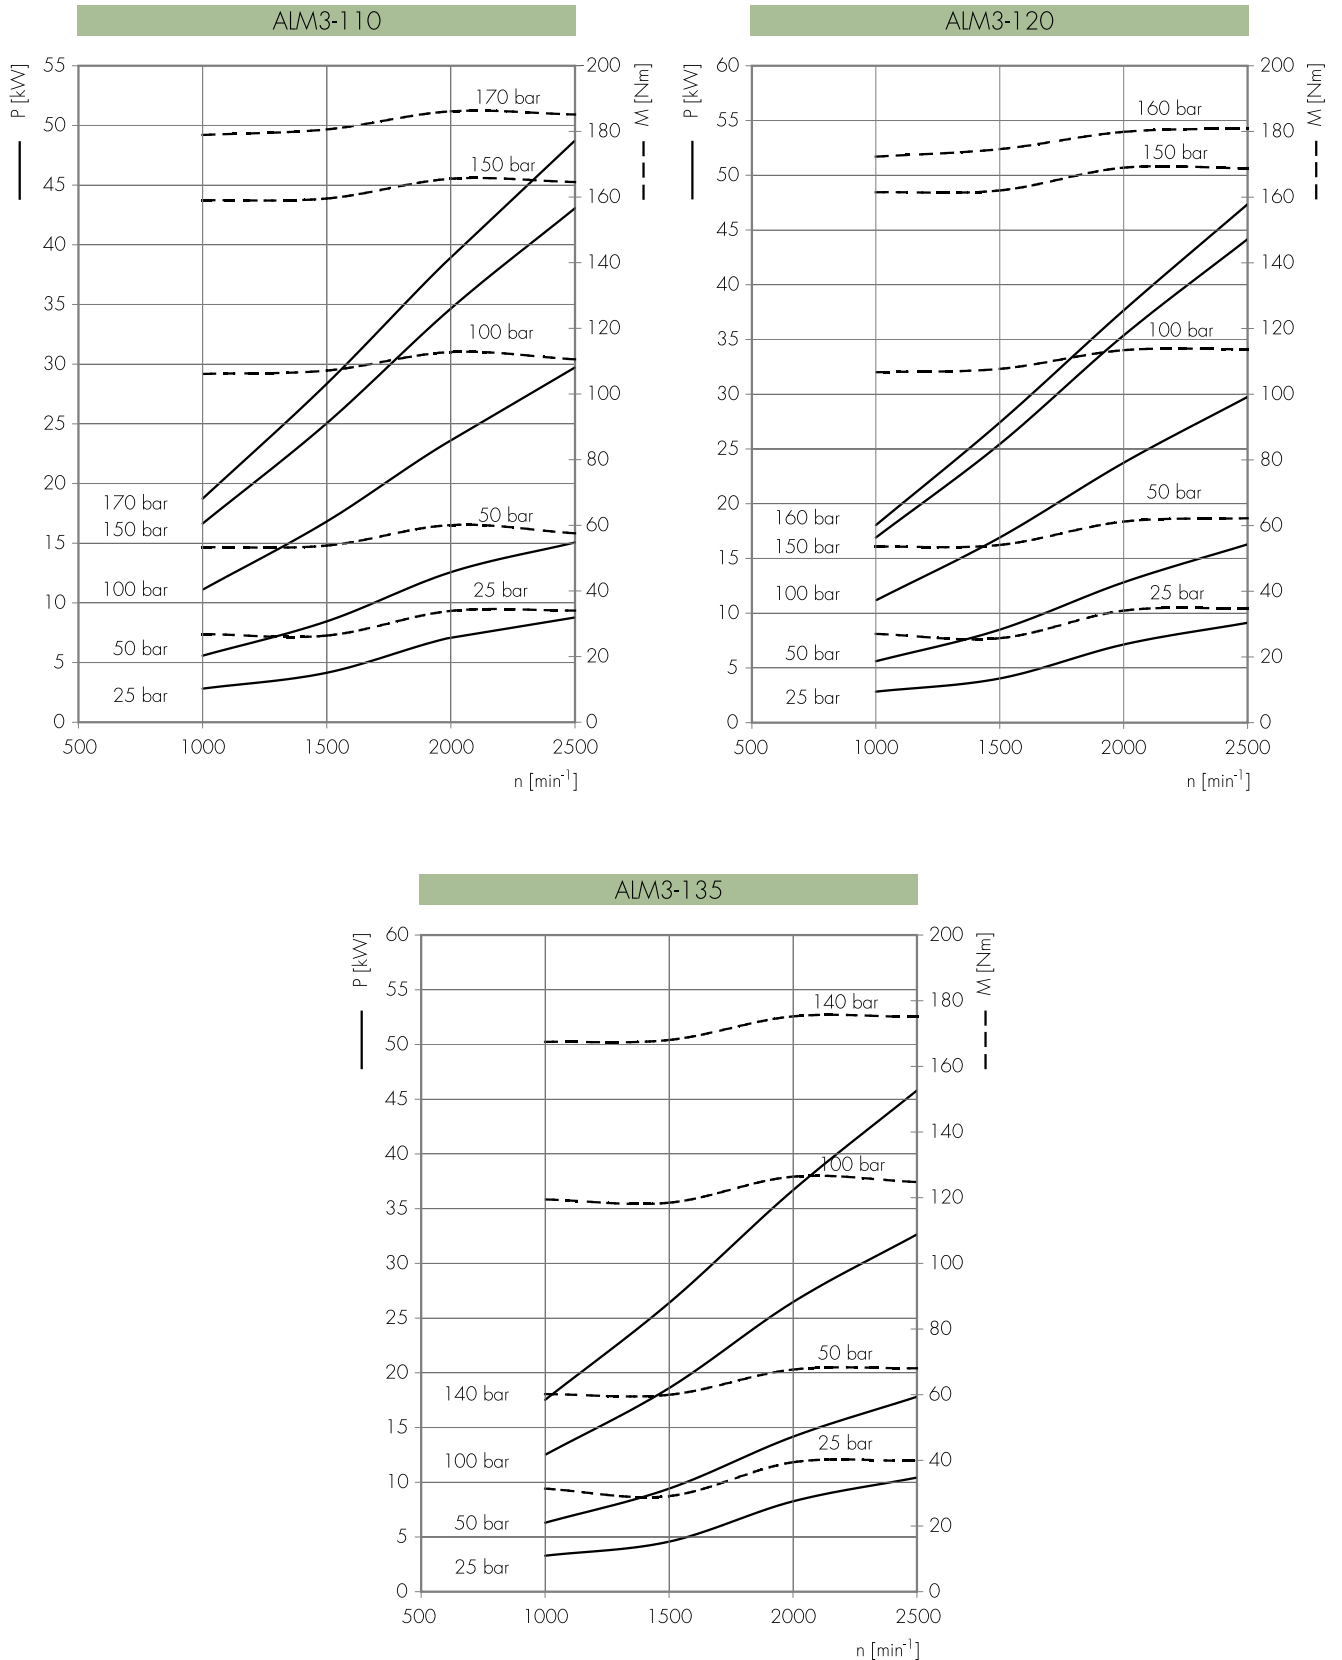 ALM3-110
P [kW]
M [Nm]
55
50
45
40
35
30
25
20
15
10
5
0
200
180
160
140
120
100
80
60
40
20
0
170 bar
150 bar
100 bar
50 bar
25 bar
170 bar
150 bar
100 bar
50 bar
25 bar
500 1000 1500 2000 2500
n [min⁻¹]
ALM3-120
P [kW]
M [Nm]
60
55
50
45
40
35
30
25
20
15
10
5
0
200
180
160
140
120
100
80
60
40
20
0
160 bar
150 bar
100 bar
50 bar
25 bar
160 bar
150 bar
100 bar
50 bar
25 bar
500 1000 1500 2000 2500
n [min⁻¹]
ALM3-135
P [kW]
M [Nm]
60
55
50
45
40
35
30
25
20
15
10
5
0
200
180
160
140
120
100
80
60
40
20
0
140 bar
100 bar
50 bar
25 bar
140 bar
100 bar
50 bar
25 bar
500 1000 1500 2000 2500
n [min⁻¹]